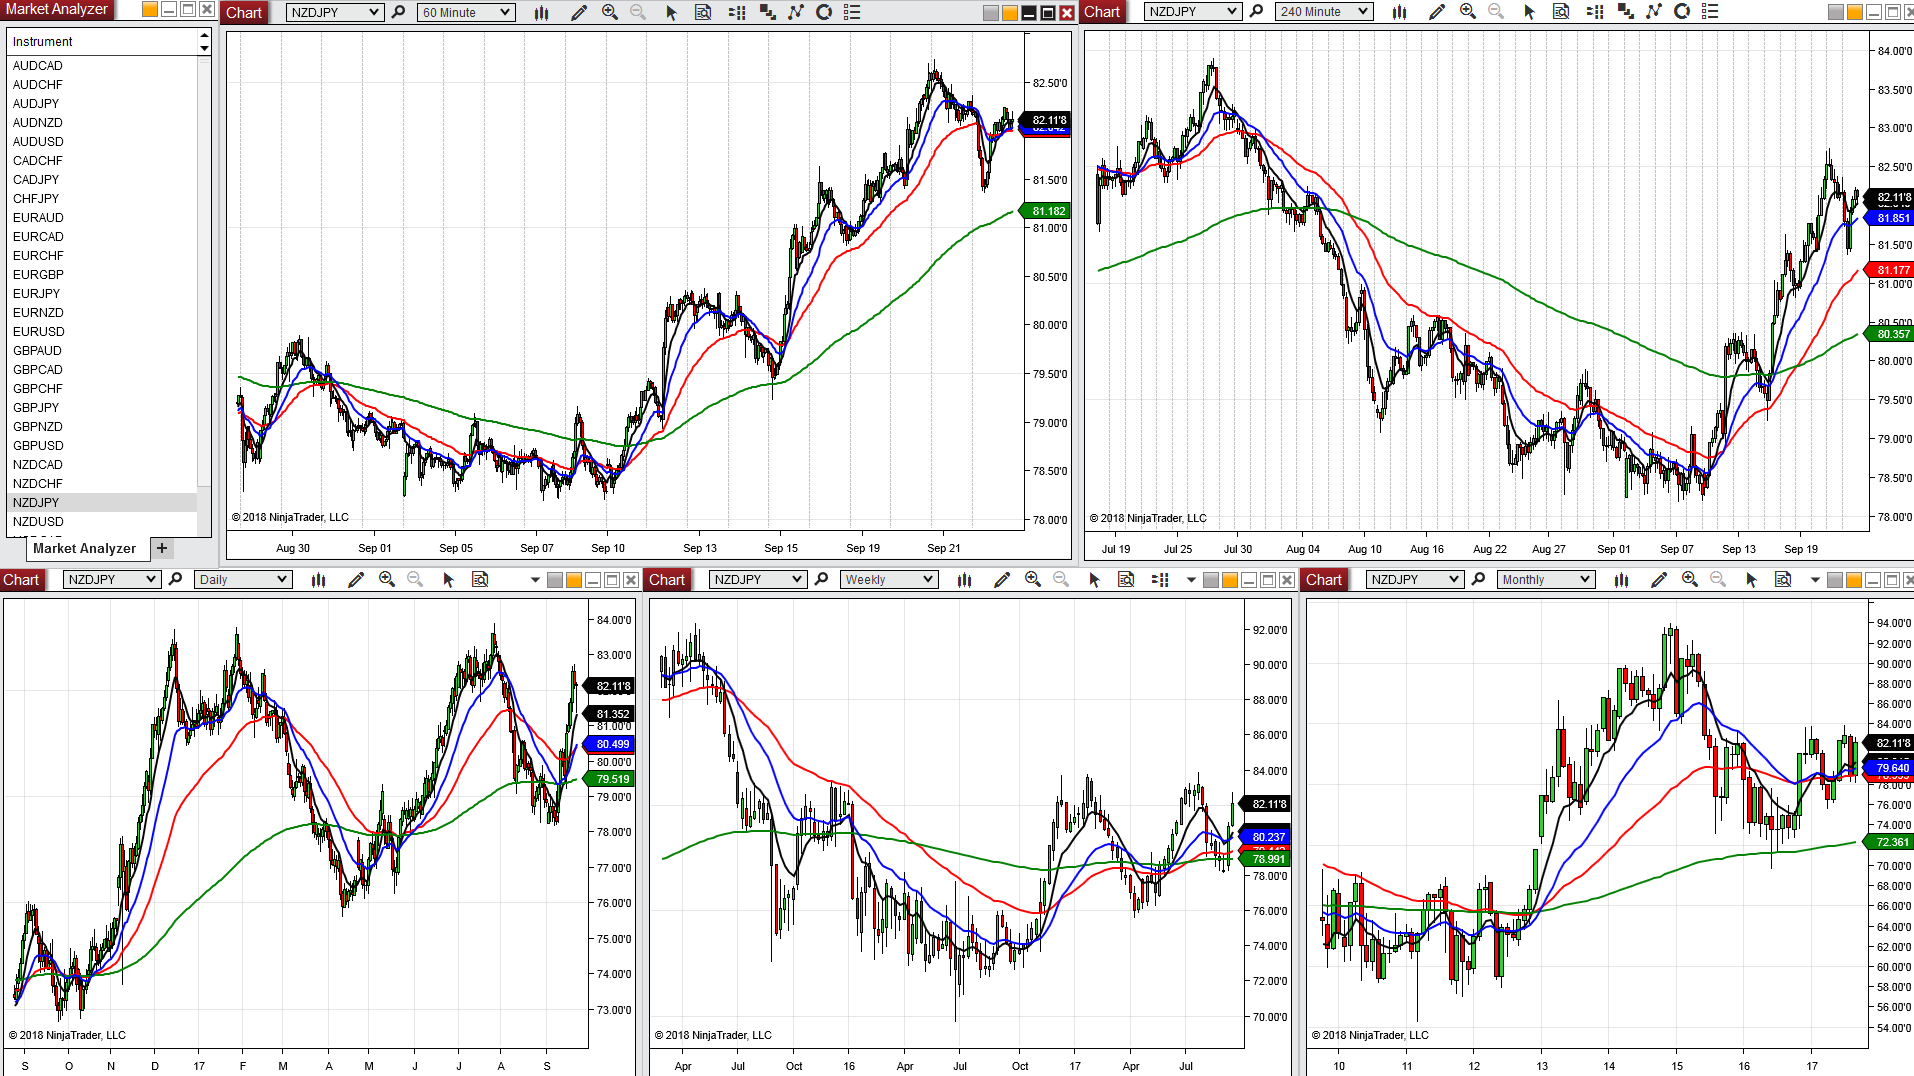 Market Analyzer
Instrument
AUDCAD
AUDCHF
AUDJPY
AUDNZD
AUDUSD
CADCHF
CADJPY
CHFJPY
EURAUD
EURCAD
EURCHF
EURGBP
EURJPY
EURNZD
EURUSD
GBPAUD
GBPCAD
GBPCHF
GBPJPY
GBPNZD
GBPUSD
NZDCAD
NZDCHF
NZDJPY
NZDUSD
Market Analyzer +
Chart NZDJPY 60 Minute
82.50'0
82.11'8
81.50'0
81.182
81.00'0
80.50'0
80.00'0
79.50'0
79.00'0
78.50'0
78.00'0
© 2018 NinjaTrader, LLC
Aug 30 Sep 01 Sep 05 Sep 07 Sep 10 Sep 13 Sep 15 Sep 19 Sep 21
Chart NZDJPY 240 Minute
84.00'0
83.50'0
83.00'0
82.50'0
82.11'8
81.851
81.50'0
81.177
80.50'0
80.357
80.00'0
79.50'0
79.00'0
78.50'0
78.00'0
© 2018 NinjaTrader, LLC
Jul 19 Jul 25 Jul 30 Aug 04 Aug 10 Aug 16 Aug 22 Aug 27 Sep 01 Sep 07 Sep 13 Sep 19
Chart NZDJPY Daily
84.00'0
83.00'0
82.11'8
81.352
81.00'0
80.499
80.00'0
79.519
79.00'0
78.00'0
77.00'0
76.00'0
75.00'0
74.00'0
73.00'0
© 2018 NinjaTrader, LLC
S O N D 17 F M A M J J A S
Chart NZDJPY Weekly
92.00'0
90.00'0
88.00'0
86.00'0
84.00'0
82.11'8
80.237
78.991
78.00'0
76.00'0
74.00'0
72.00'0
70.00'0
© 2018 NinjaTrader, LLC
Apr Jul Oct 16 Apr Jul Oct 17 Apr Jul
Chart NZDJPY Monthly
94.00'0
92.00'0
90.00'0
88.00'0
86.00'0
84.00'0
82.11'8
79.640
78.00'0
76.00'0
74.00'0
72.361
70.00'0
68.00'0
66.00'0
64.00'0
62.00'0
60.00'0
58.00'0
56.00'0
54.00'0
© 2018 NinjaTrader, LLC
10 11 12 13 14 15 16 17